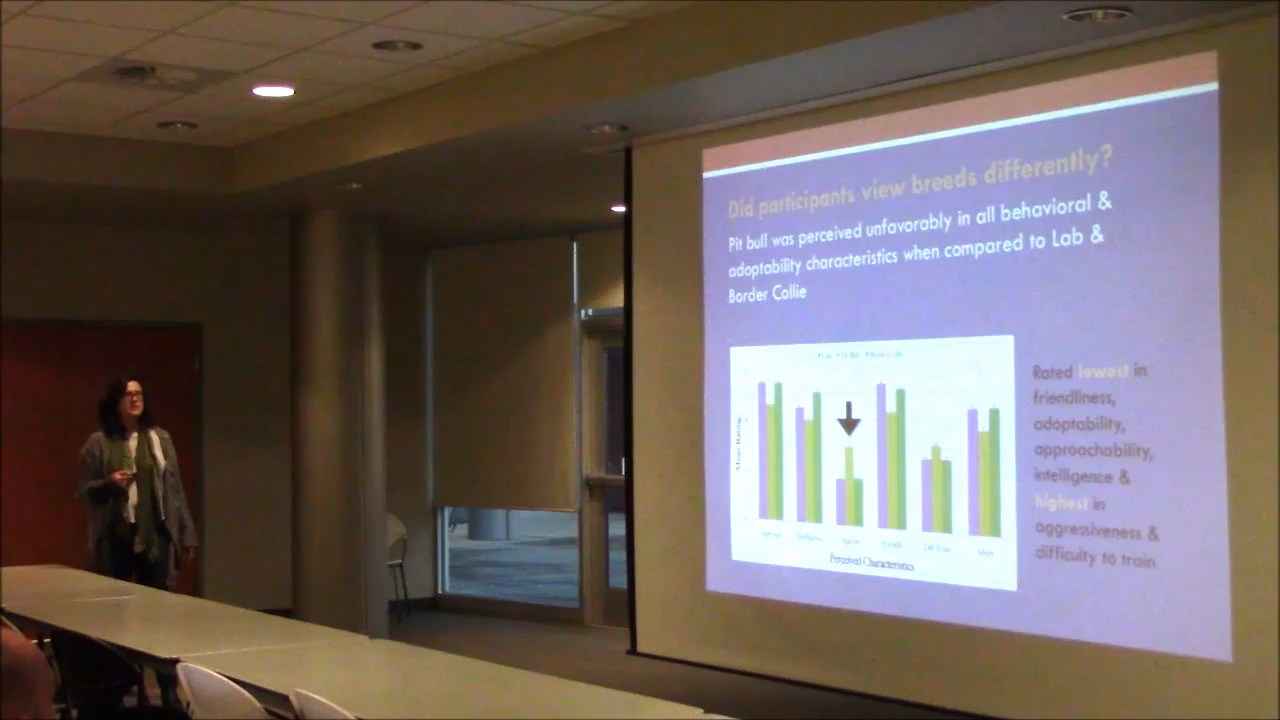 Did participants view breeds differently?
Pit bull was perceived unfavorably in all behavioral &
adoptability characteristics when compared to Lab &
Border Collie
Perceived Characteristics
Rated lowest in
friendliness,
adoptability,
approachability,
intelligence &
highest in
aggressiveness &
difficulty to train